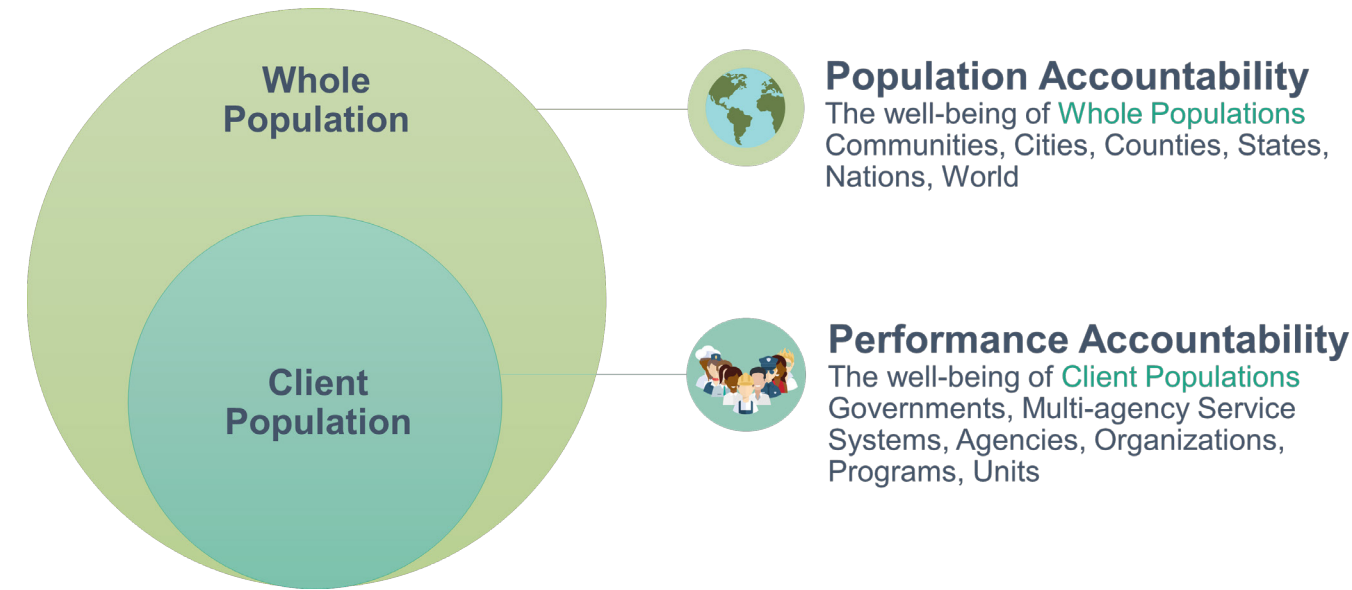 Whole
Population
Client
Population
Population Accountability
The well-being of Whole Populations
Communities, Cities, Counties, States,
Nations, World
Performance Accountability
The well-being of Client Populations
Governments, Multi-agency Service
Systems, Agencies, Organizations,
Programs, Units